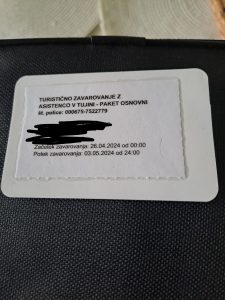 TURISTIČNO ZAVAROVANJE Z
ASISTENCO V TUJINI - PAKET OSNOVNI
št. police: 000675-7522779
Začetek zavarovanja: 26.04.2024 od 00:00
Potek zavarovanja: 03.05.2024 od 24:00